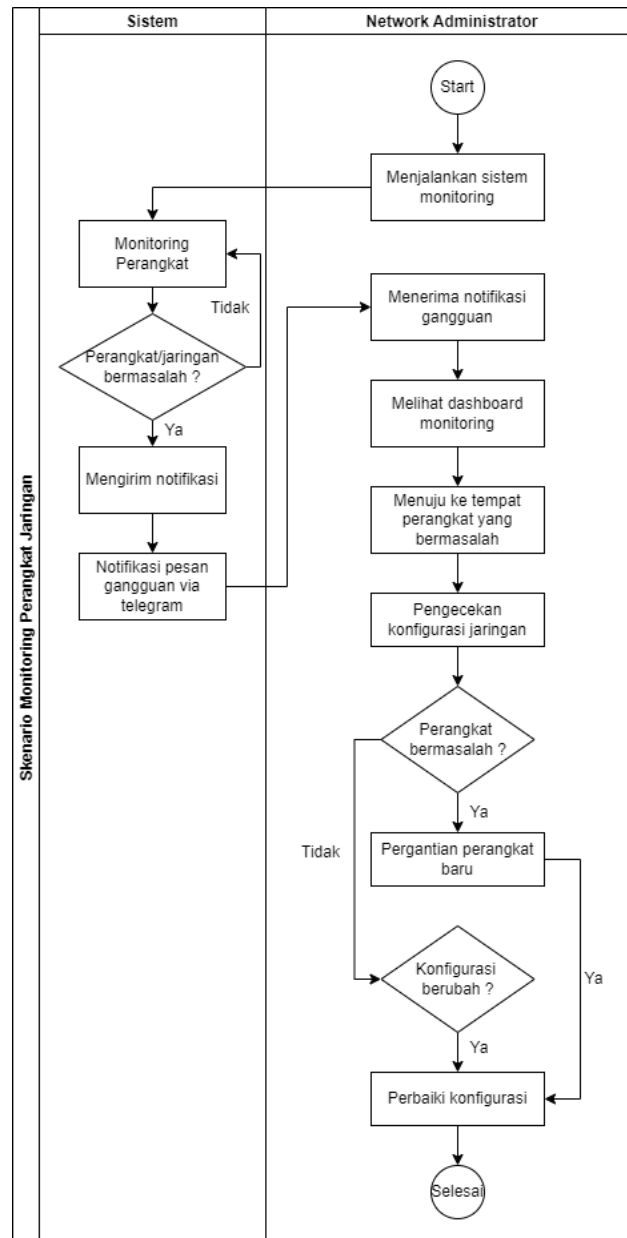 Sistem
Network Administrator
Skenario Monitoring Perangkat Jaringan
Start
Menjalankan sistem
monitoring
Monitoring
Perangkat
Tidak
Perangkat/jaringan
bermasalah ?
Ya
Mengirim notifikasi
Notifikasi pesan
gangguan via
telegram
Menerima notifikasi
gangguan
Melihat dashboard
monitoring
Menuju ke tempat
perangkat yang
bermasalah
Pengecekan
konfigurasi jaringan
Perangkat
bermasalah ?
Ya
Tidak
Pergantian perangkat
baru
Konfigurasi
berubah ?
Ya
Ya
Perbaiki konfigurasi
Selesai